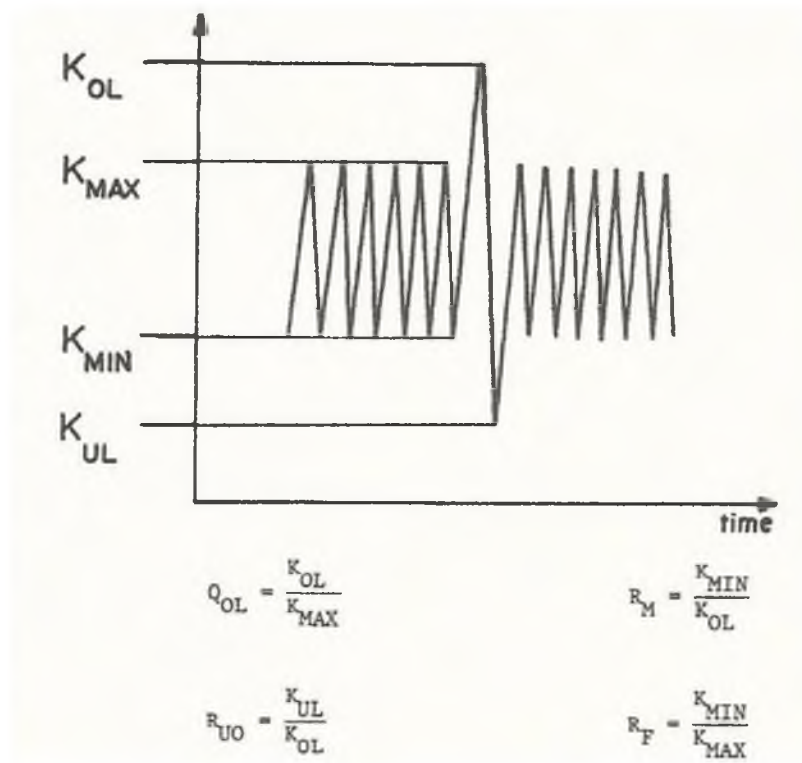 K_OL
K_MAX
K_MIN
K_UL
time
Q_OL = K_OL / K_MAX
R_M = K_MIN / K_OL
R_UO = K_UL / K_OL
R_F = K_MIN / K_MAX